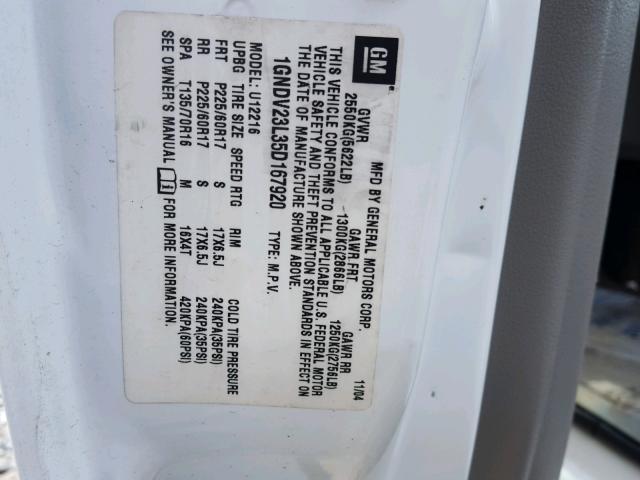 GM
MFD BY GENERAL MOTORS CORP. 11/04
GVWR GAWR FRT GAWR RR
2550KG(5622LB) 1300KG(2866LB) 1250KG(2756LB)
THIS VEHICLE CONFORMS TO ALL APPLICABLE U.S. FEDERAL MOTOR
VEHICLE SAFETY AND THEFT PREVENTION STANDARDS IN EFFECT ON
THE DATE OF MANUFACTURE SHOWN ABOVE.
1GNDV23L35D167920 TYPE: M.P.V.
MODEL: U12216
UPBG TIRE SIZE SPEED RTG RIM COLD TIRE PRESSURE
FRT P225/60R17 S 17X6.5J 240KPA(35PSI)
RR P225/60R17 S 17X6.5J 240KPA(35PSI)
SPA T135/70R16 M 16X4T 420KPA(60PSI)
SEE OWNER'S MANUAL FOR MORE INFORMATION.